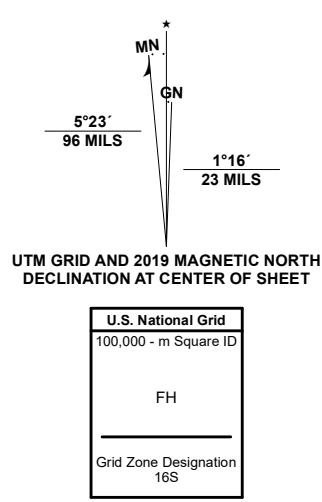 MN
GN
5°23´
96 MILS
1°16´
23 MILS
UTM GRID AND 2019 MAGNETIC NORTH
DECLINATION AT CENTER OF SHEET
U.S. National Grid
100,000 - m Square ID
FH
Grid Zone Designation
16S